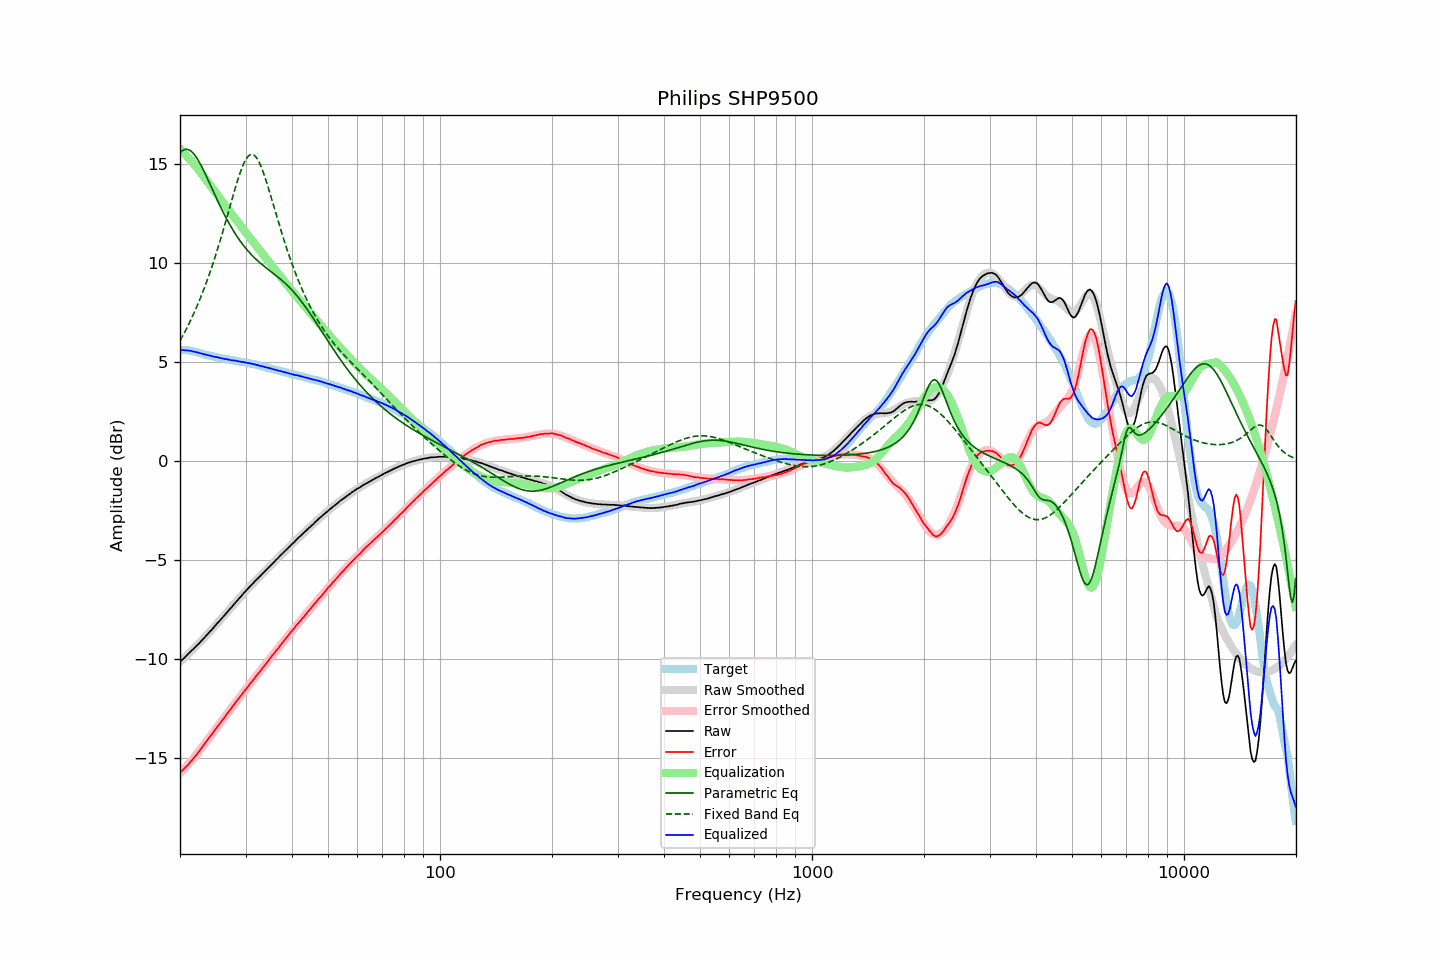 Philips SHP9500
Amplitude (dBr)
15
10
5
0
−5
−10
−15
Target
Raw Smoothed
Error Smoothed
Raw
Error
Equalization
Parametric Eq
Fixed Band Eq
Equalized
100 1000 10000
Frequency (Hz)